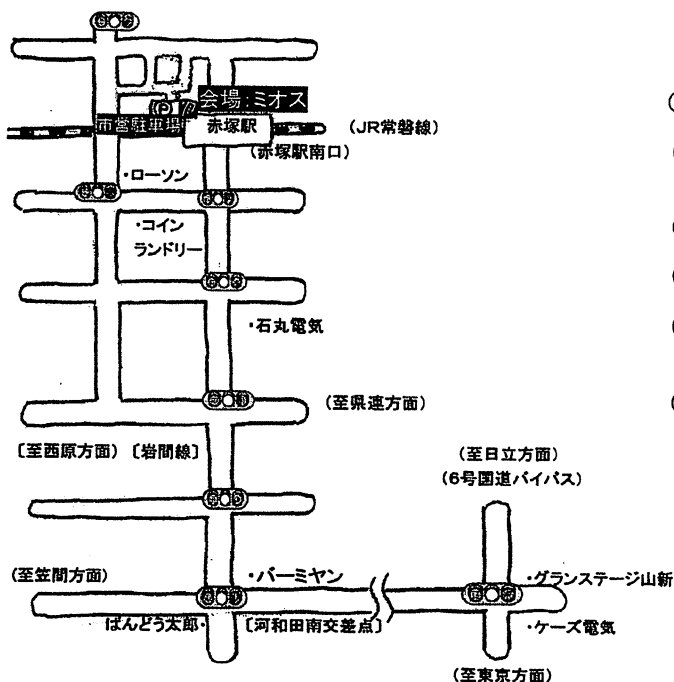 会場:ミオス
市営駐車場
赤塚駅
(JR常磐線)
(赤塚駅南口)
・ローソン
・コイン
ランドリー
・石丸電気
(至県連方面)
〔至西原方面〕 〔岩間線〕
(至日立方面)
(6号国道バイパス)
(至笠間方面)
・バーミヤン
・グランステージ山新
ばんどう太郎・
〔河和田南交差点〕
・ケーズ電気
(至東京方面)